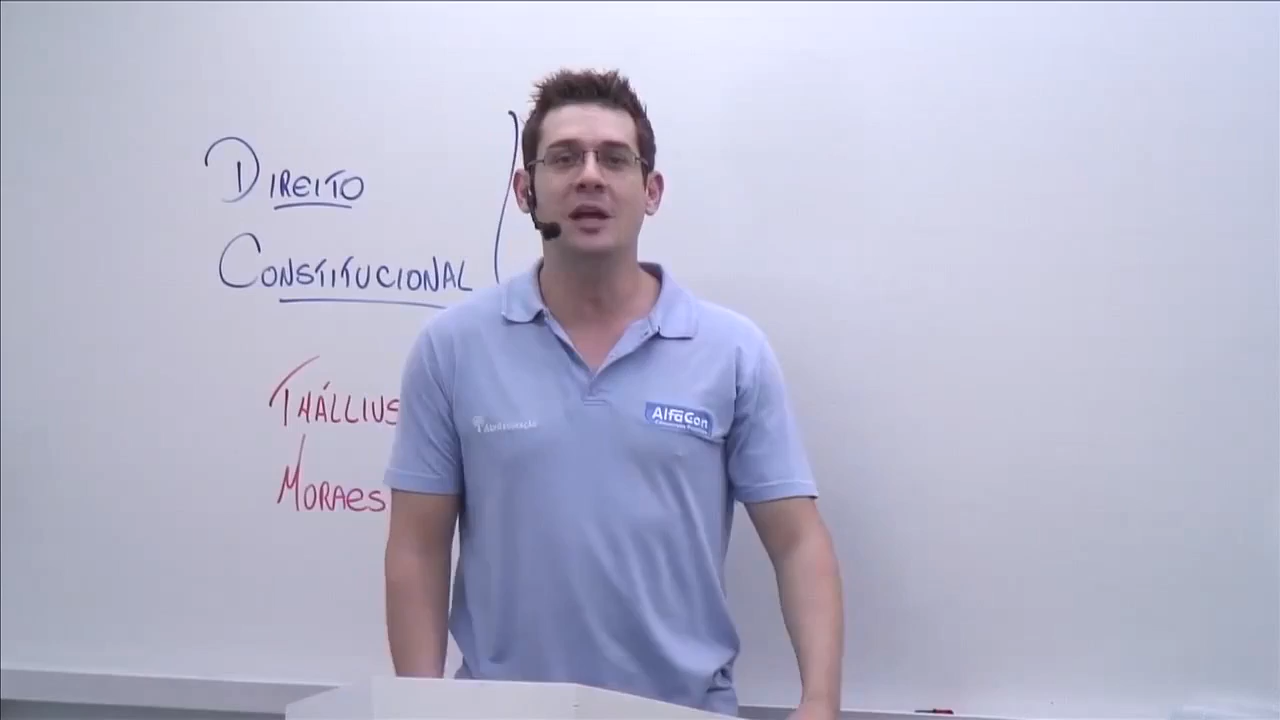 DIREITO
CONSTITUCIONAL
THÁLLIUS
MORAES
AlfaCon